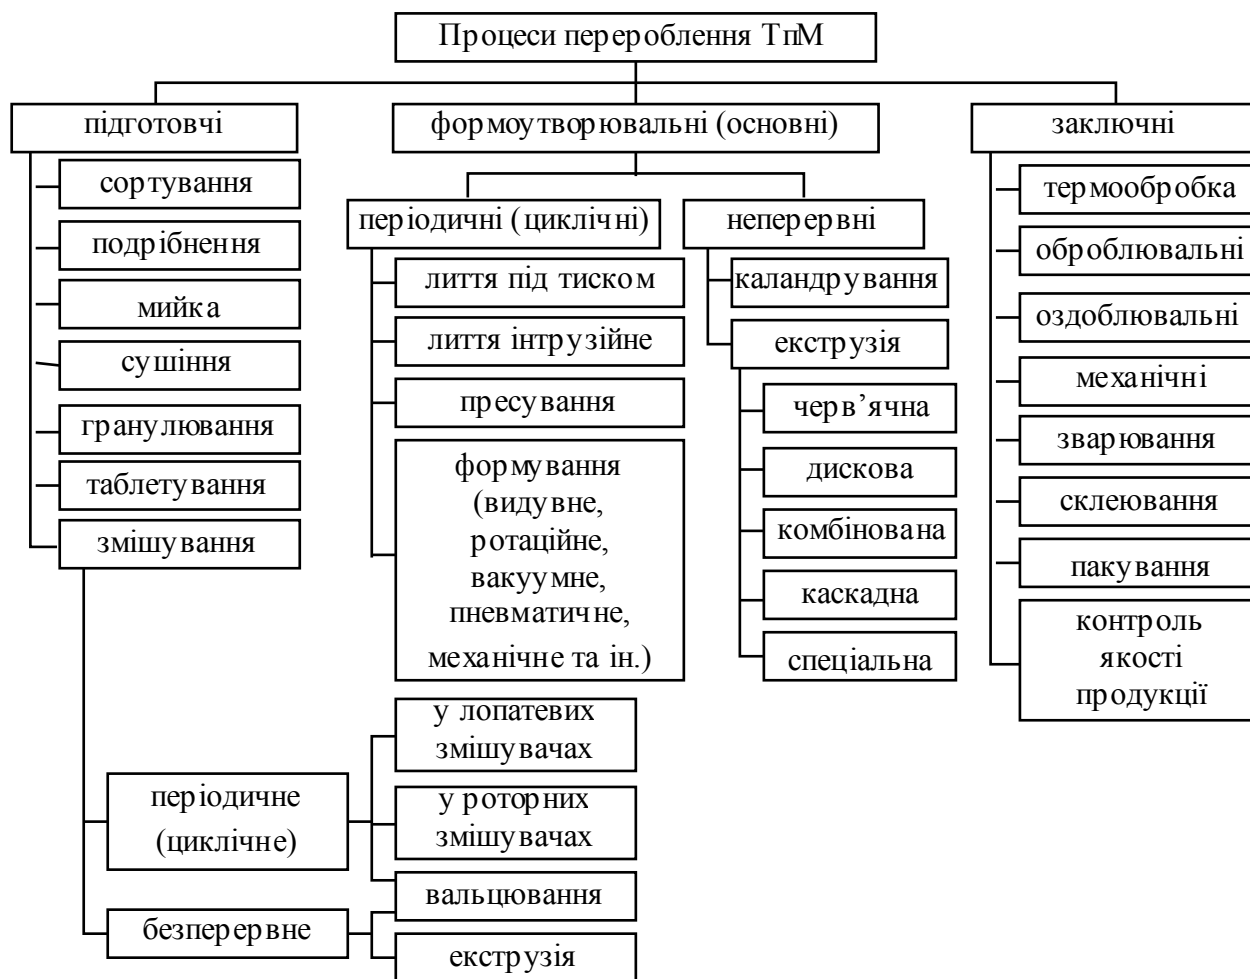 Процеси перероблення ТпМ
підготовчі
сортування
подрібнення
мийка
сушіння
гранулювання
таблетування
змішування
періодичне
(циклічне)
у лопатевих
змішувачах
у роторних
змішувачах
вальцювання
безперервне
екструзія
формоутворювальні (основні)
періодичні (циклічні)
лиття під тиском
лиття інтрузійне
пресування
формування
(видувне,
ротаційне,
вакуумне,
пневматичне,
механічне та ін.)
неперервні
каландрування
екструзія
черв’ячна
дискова
комбінована
каскадна
спеціальна
заключні
термообробка
оброблювальні
оздоблювальні
механічні
зварювання
склеювання
пакування
контроль
якості
продукції